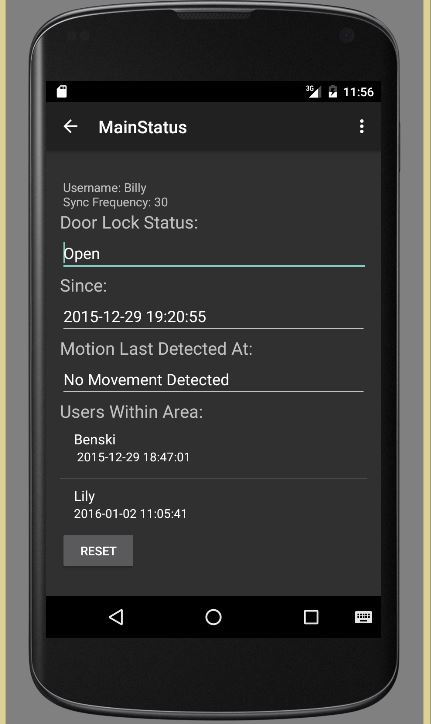 3G 11:56
MainStatus
Username: Billy
Sync Frequency: 30
Door Lock Status:
Open
Since:
2015-12-29 19:20:55
Motion Last Detected At:
No Movement Detected
Users Within Area:
Benski
2015-12-29 18:47:01
Lily
2016-01-02 11:05:41
RESET